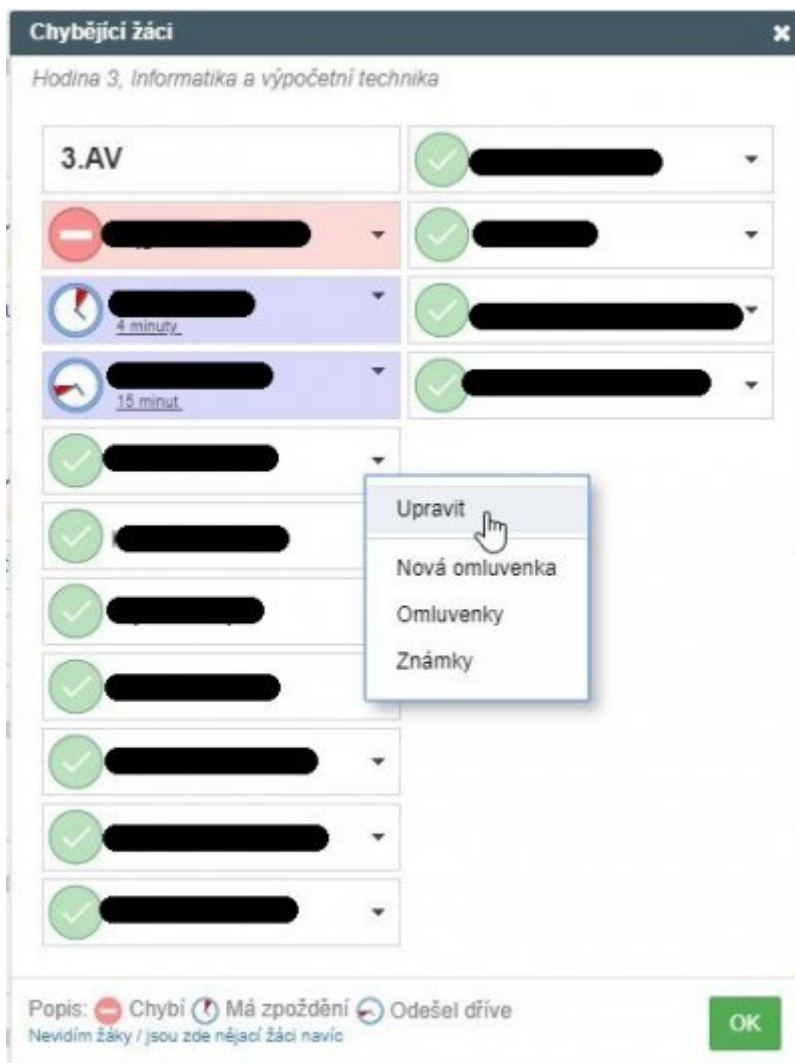 Chybějící žáci
Hodina 3, Informatika a výpočetní technika
3.AV
4 minuty
15 minut
Upravit
Nová omluvenka
Omluvenky
Známky
Popis: Chybí Má zpoždění Odešel dříve
Nevidím žáky / jsou zde nějací žáci navíc
OK